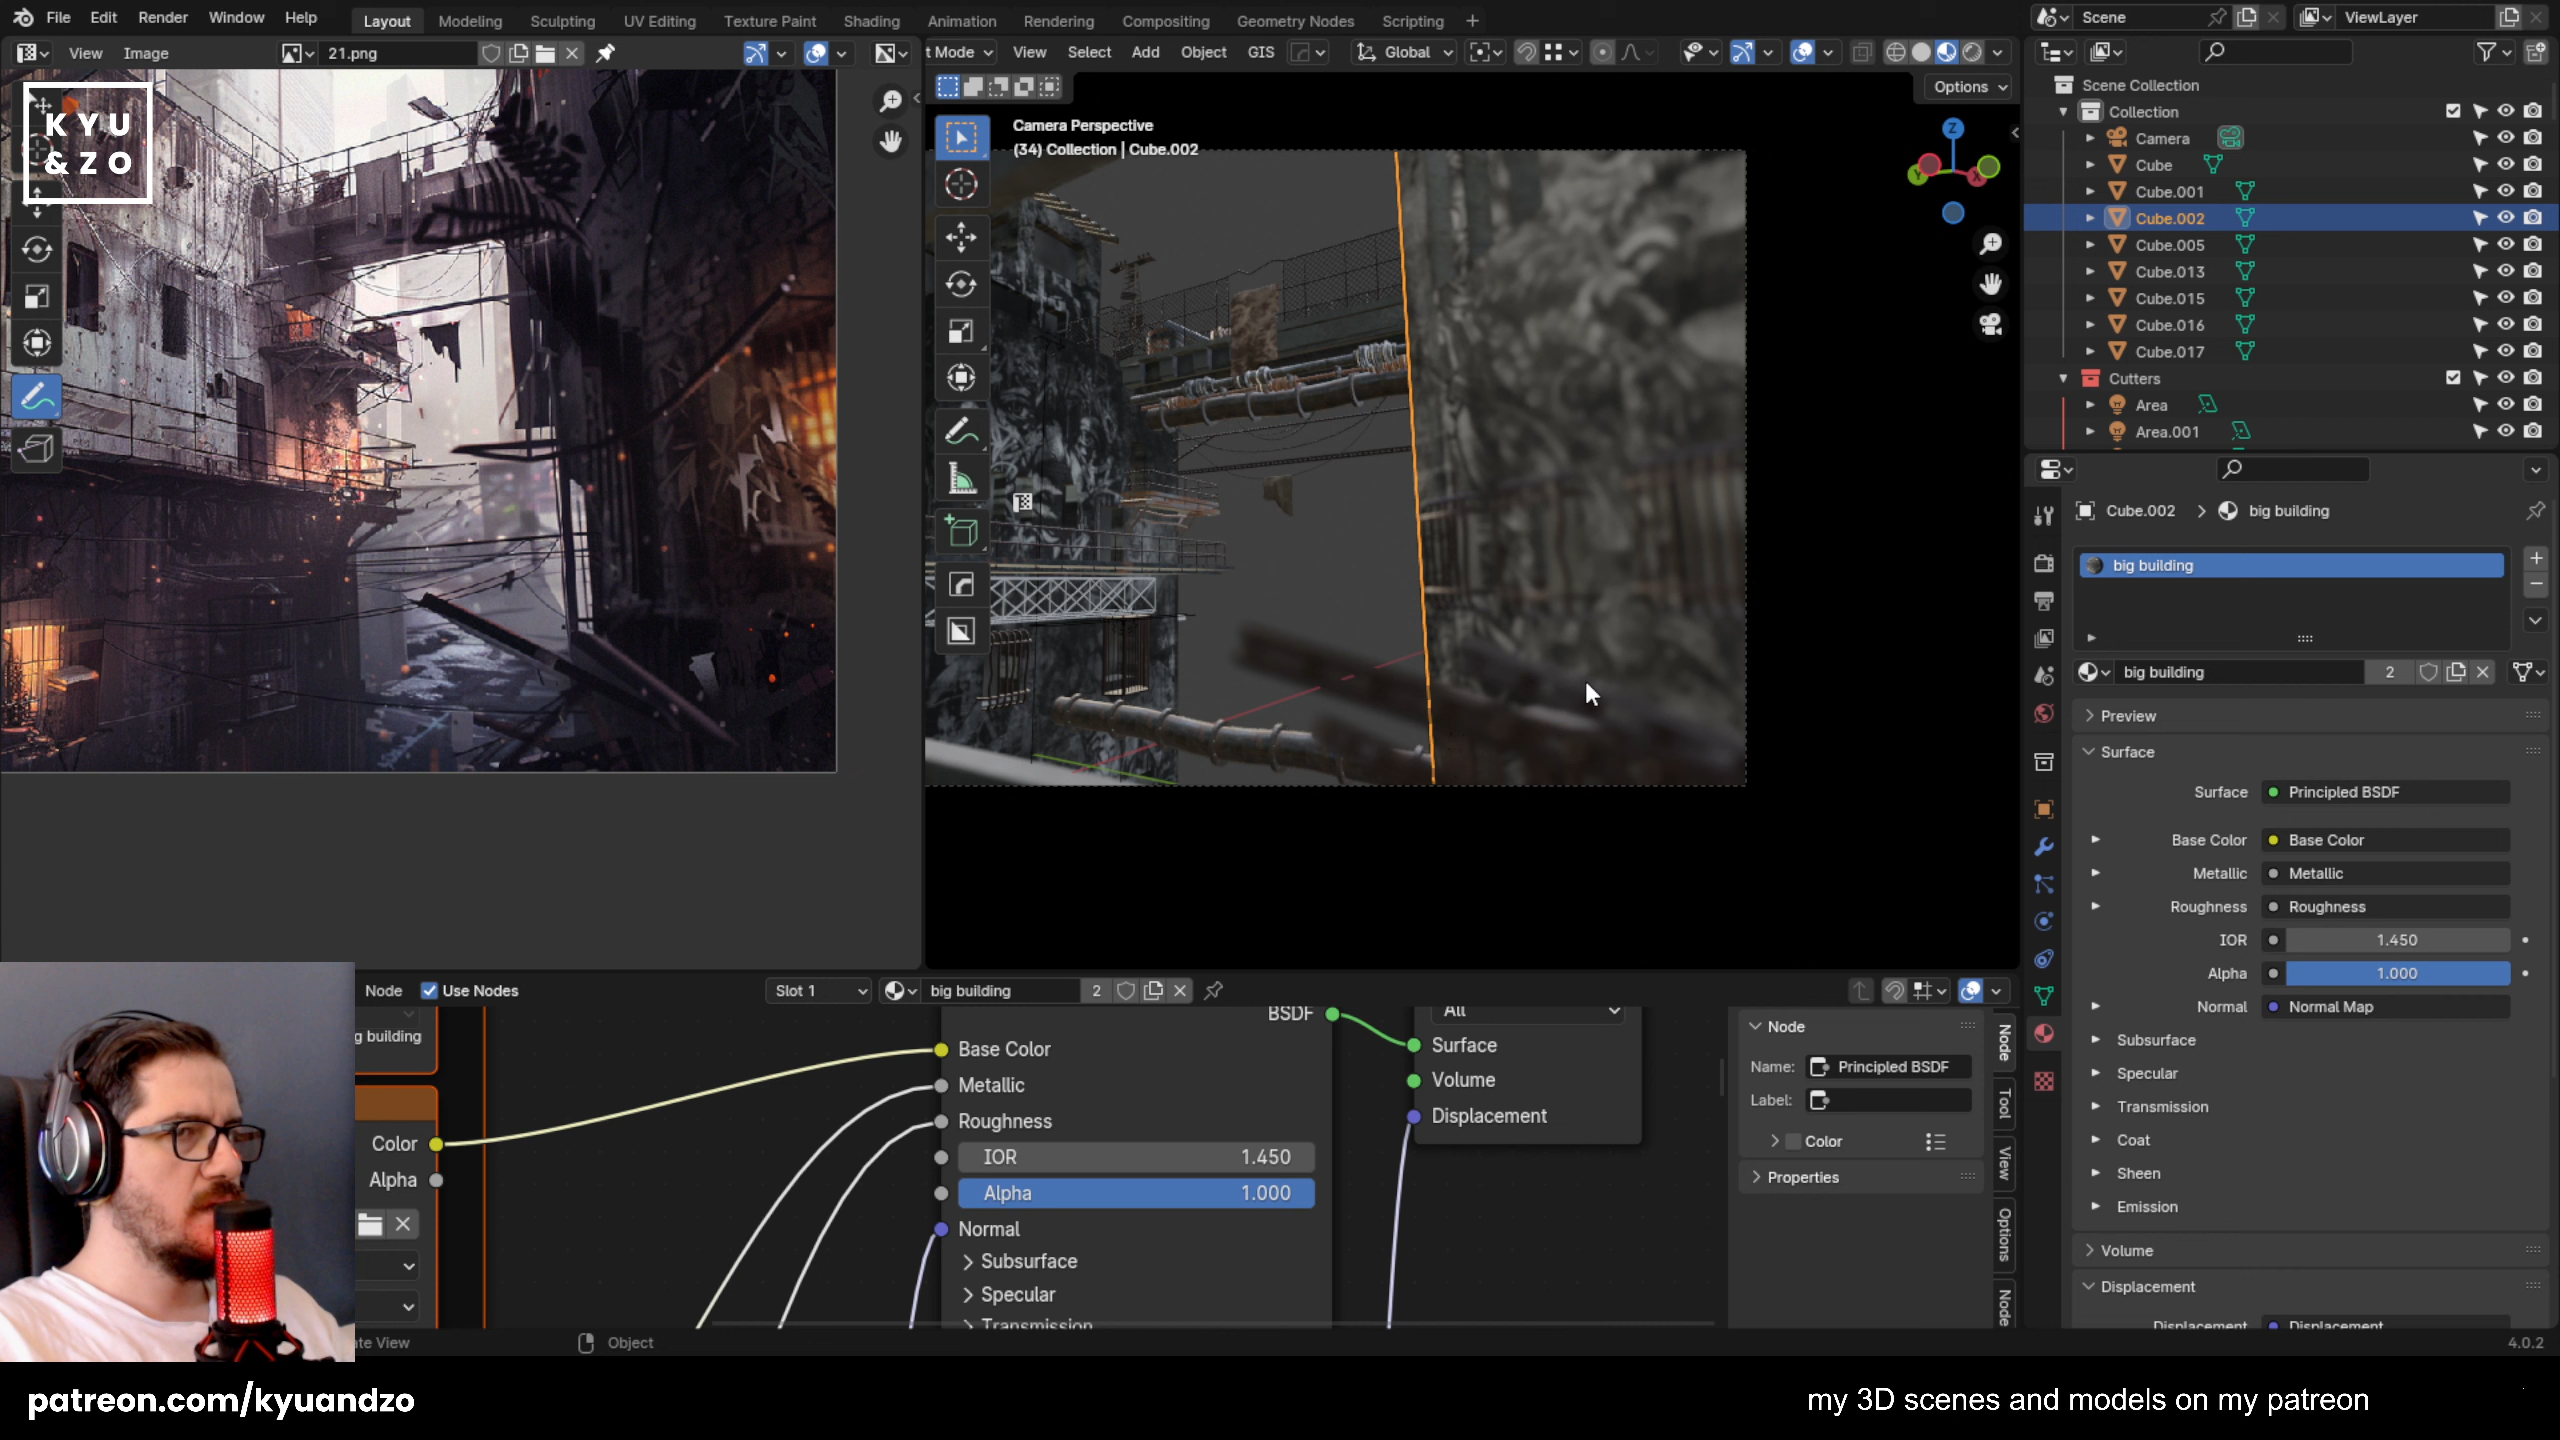 File Edit Render Window Help
Layout Modeling Sculpting UV Editing Texture Paint Shading Animation Rendering Compositing Geometry Nodes Scripting +
Scene
ViewLayer
View Image
21.png
t Mode View Select Add Object GIS
Global
Options
KYU
&ZO
Camera Perspective
(34) Collection | Cube.002
Z
Y
X
Scene Collection
Collection
Camera
Cube
Cube.001
Cube.002
Cube.005
Cube.013
Cube.015
Cube.016
Cube.017
Cutters
Area
Area.001
Cube.002 > big building
big building
big building 2
Preview
Surface
Surface Principled BSDF
Base Color Base Color
Metallic Metallic
Roughness Roughness
IOR 1.450
Alpha 1.000
Normal Normal Map
Subsurface
Specular
Transmission
Coat
Sheen
Emission
Volume
Displacement
Displacement Displacement
Node Use Nodes
Slot 1
big building 2
g building
Color
Alpha
BSDF
Base Color
Metallic
Roughness
IOR 1.450
Alpha 1.000
Normal
Subsurface
Specular
Transmission
All
Surface
Volume
Displacement
Node
Name: Principled BSDF
Label:
Color
Properties
Node
Tool
View
Options
Node
ate View
Object
4.0.2
patreon.com/kyuandzo
my 3D scenes and models on my patreon